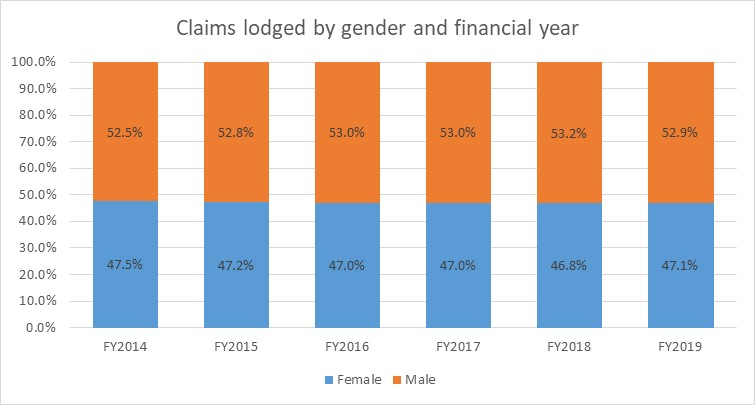 Claims lodged by gender and financial year
100.0%
90.0%
80.0%
70.0%
60.0%
50.0%
40.0%
30.0%
20.0%
10.0%
0.0%
52.5% 52.8% 53.0% 53.0% 53.2% 52.9%
47.5% 47.2% 47.0% 47.0% 46.8% 47.1%
FY2014 FY2015 FY2016 FY2017 FY2018 FY2019
Female Male